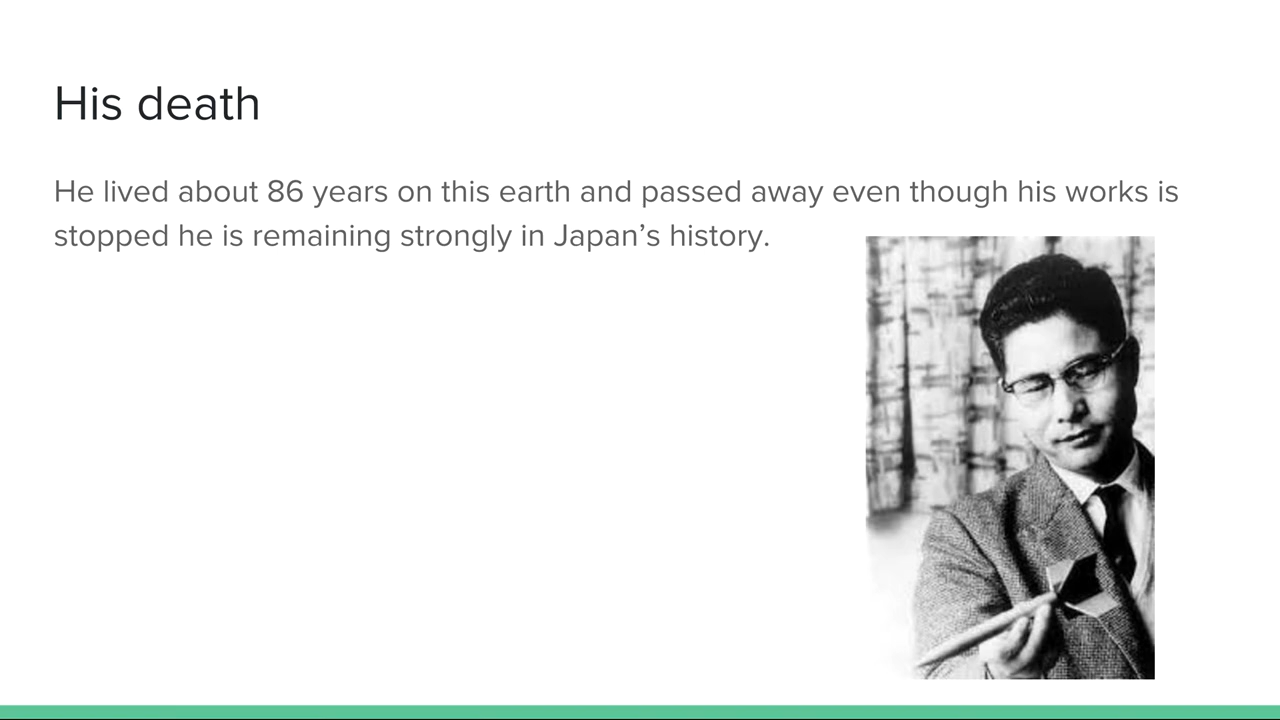 His death
He lived about 86 years on this earth and passed away even though his works is
stopped he is remaining strongly in Japan’s history.